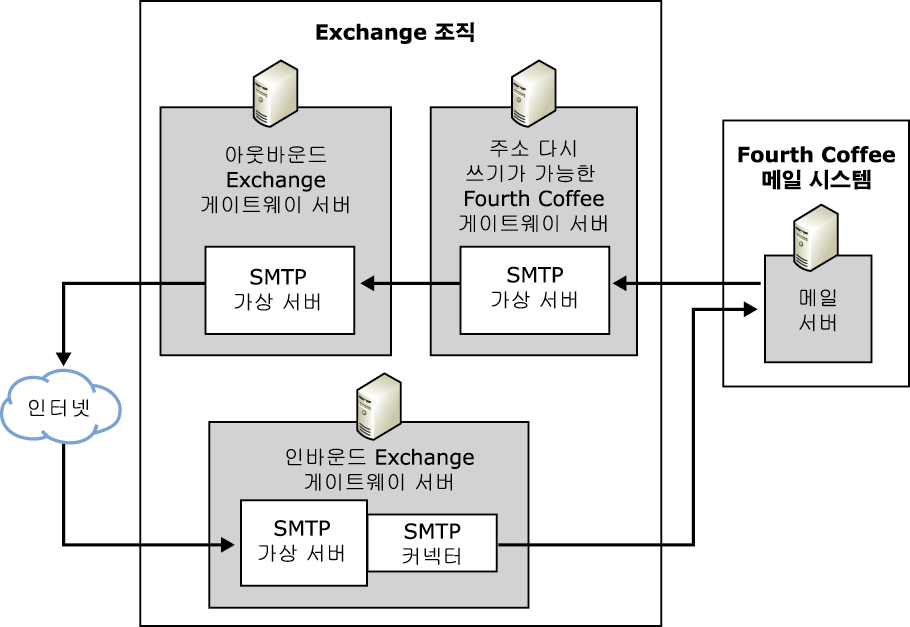 Exchange 조직
아웃바운드
Exchange
게이트웨이 서버
SMTP
가상 서버
주소 다시
쓰기가 가능한
Fourth Coffee
게이트웨이 서버
SMTP
가상 서버
Fourth Coffee
메일 시스템
메일
서버
인터넷
인바운드 Exchange
게이트웨이 서버
SMTP
가상 서버
SMTP
커넥터